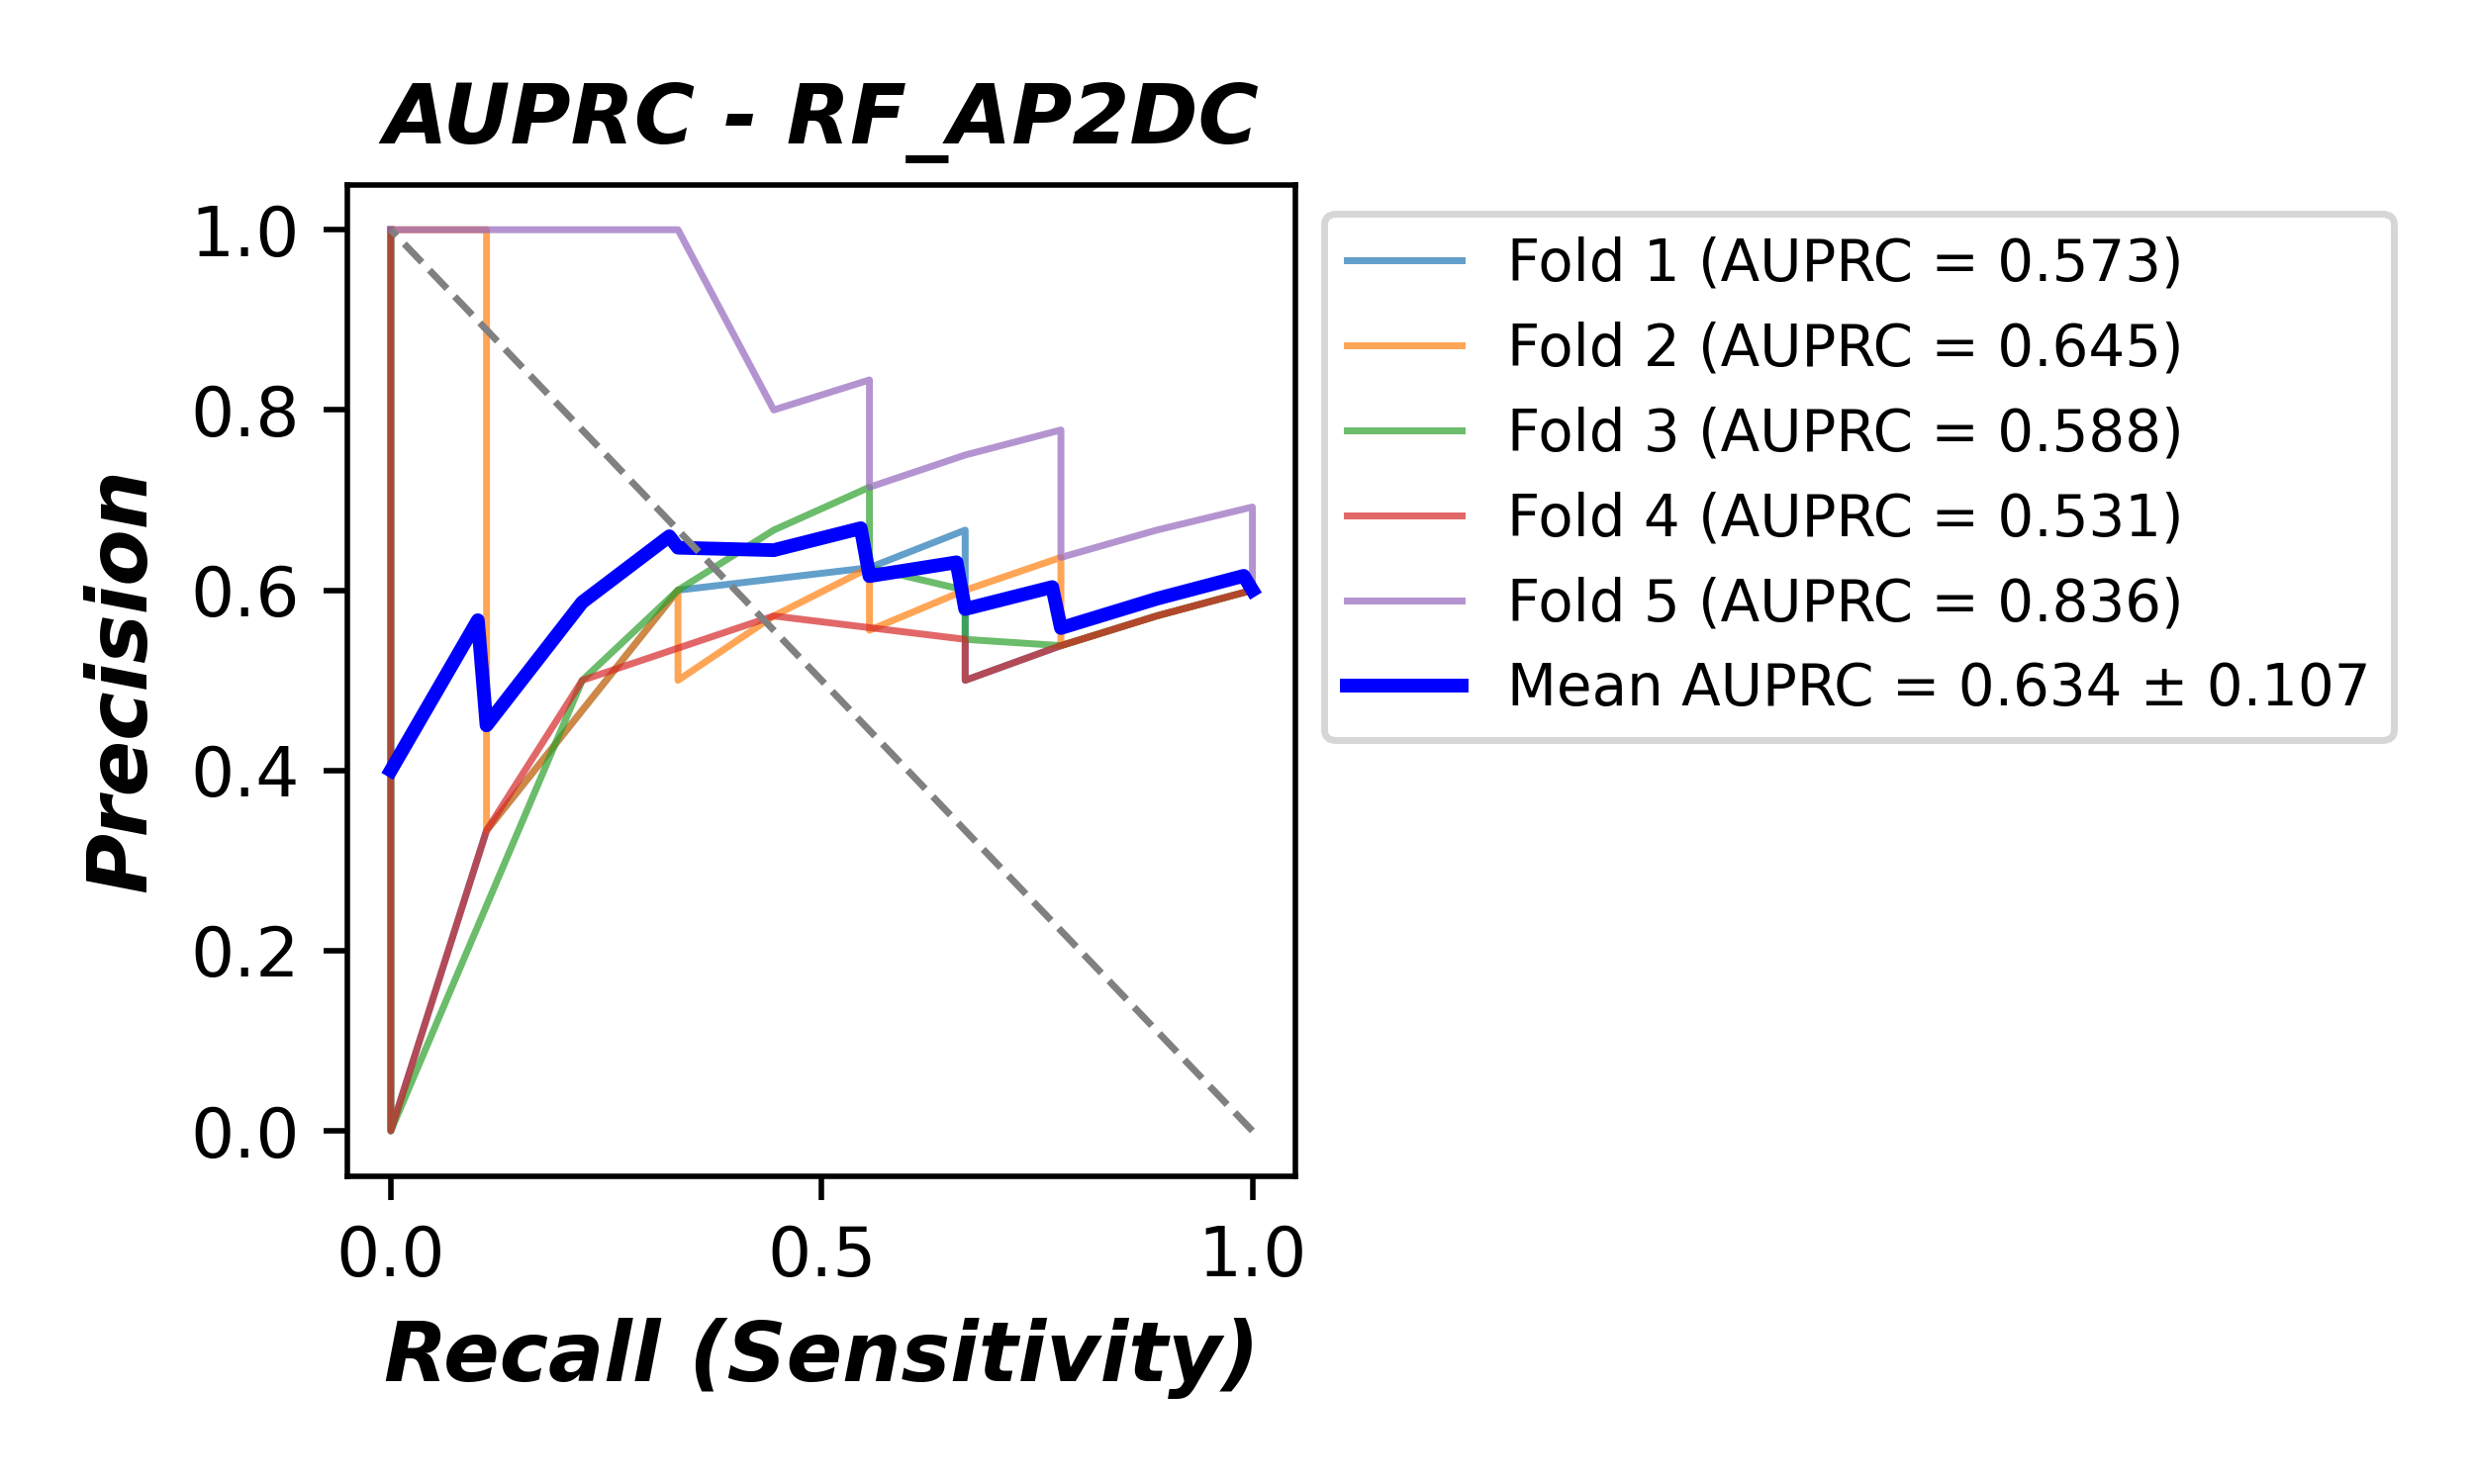 AUPRC - RF_AP2DC
Precision
1.0
0.8
0.6
0.4
0.2
0.0
0.0 0.5 1.0
Recall (Sensitivity)
Fold 1 (AUPRC = 0.573)
Fold 2 (AUPRC = 0.645)
Fold 3 (AUPRC = 0.588)
Fold 4 (AUPRC = 0.531)
Fold 5 (AUPRC = 0.836)
Mean AUPRC = 0.634 ± 0.107